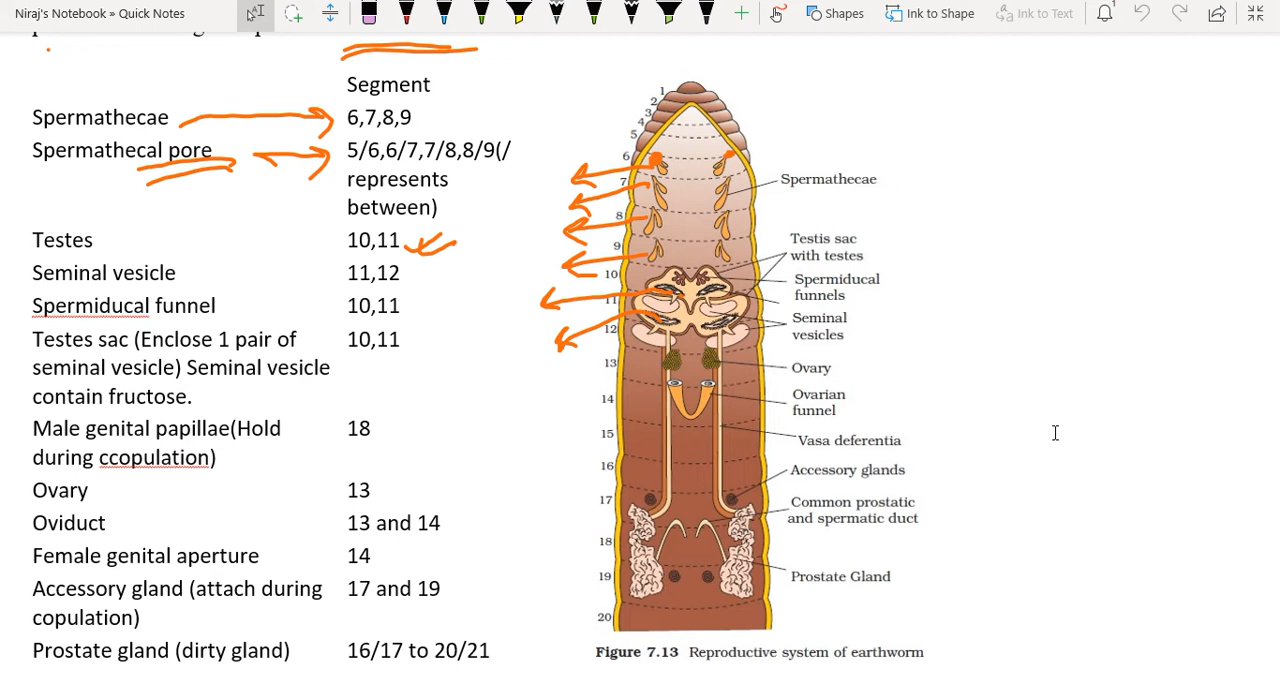 Niraj's Notebook » Quick Notes
Shapes
Ink to Shape
Ink to Text
Segment
Spermathecae 6,7,8,9
Spermathecal pore 5/6,6/7,7/8,8/9(/
represents
between)
Testes 10,11
Seminal vesicle 11,12
Spermiducal funnel 10,11
Testes sac (Enclose 1 pair of 10,11
seminal vesicle) Seminal vesicle
contain fructose.
Male genital papillae(Hold 18
during ccopulation)
Ovary 13
Oviduct 13 and 14
Female genital aperture 14
Accessory gland (attach during 17 and 19
copulation)
Prostate gland (dirty gland) 16/17 to 20/21
1
2
3
4
5
6
7
8
9
10
11
12
13
14
15
16
17
18
19
20
Spermathecae
Testis sac
with testes
Spermiducal
funnels
Seminal
vesicles
Ovary
Ovarian
funnel
Vasa deferentia
Accessory glands
Common prostatic
and spermatic duct
Prostate Gland
Figure 7.13 Reproductive system of earthworm